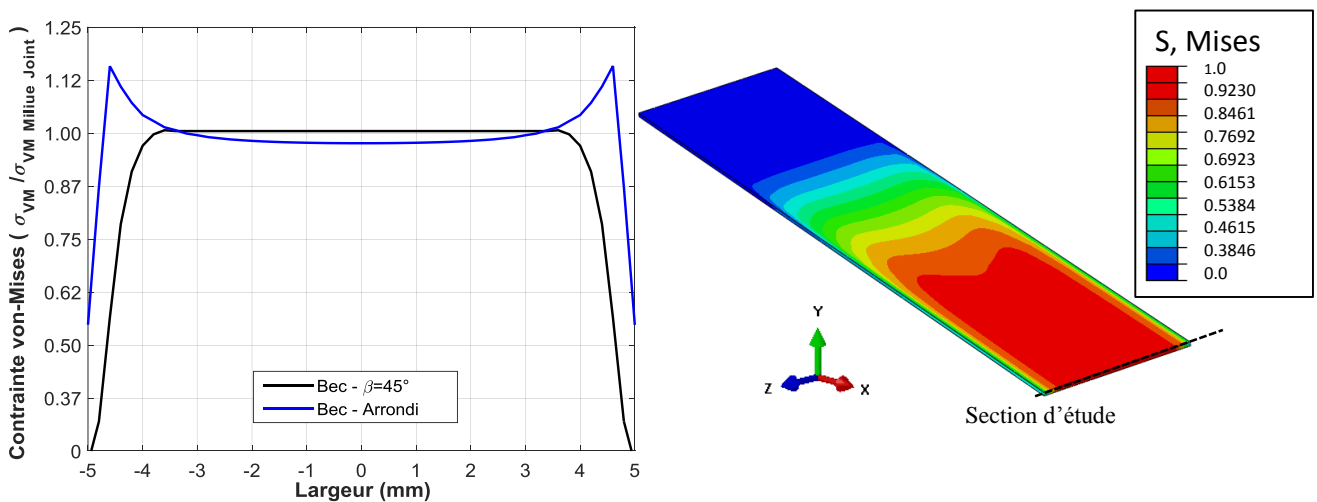 Contrainte von-Mises ( σVM /σVM Miliue Joint)
1.25
1.12
1.00
0.87
0.75
0.62
0.50
0.37
0
-5 -4 -3 -2 -1 0 1 2 3 4 5
Largeur (mm)
Bec - β=45°
Bec - Arrondi
S, Mises
1.0
0.9230
0.8461
0.7692
0.6923
0.6153
0.5384
0.4615
0.3846
0.0
Y
Z
X
Section d'étude